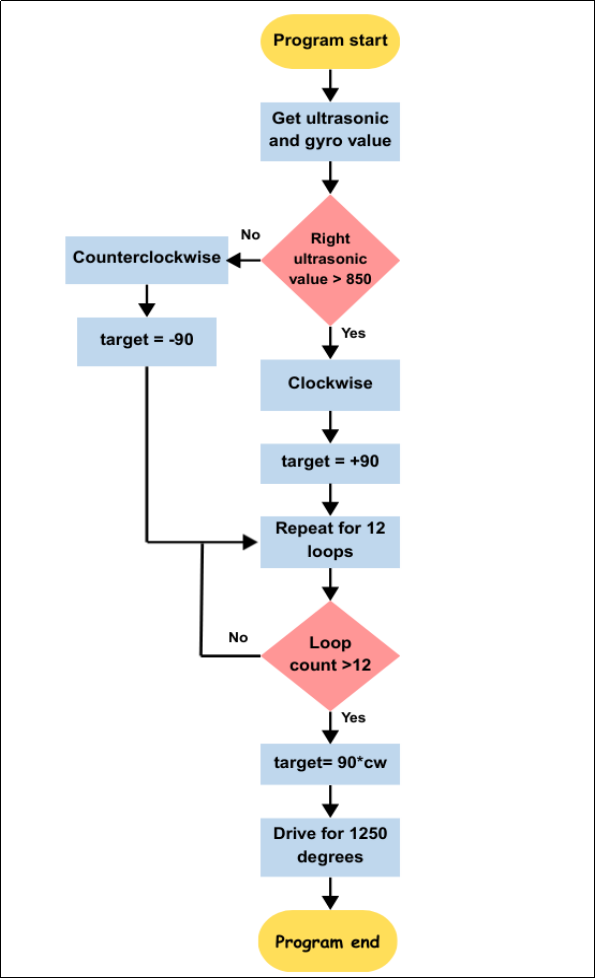 Program start
Get ultrasonic
and gyro value
Right
ultrasonic
value > 850
No
Counterclockwise
target = -90
Yes
Clockwise
target = +90
Repeat for 12
loops
Loop
count >12
No
Yes
target= 90*cw
Drive for 1250
degrees
Program end